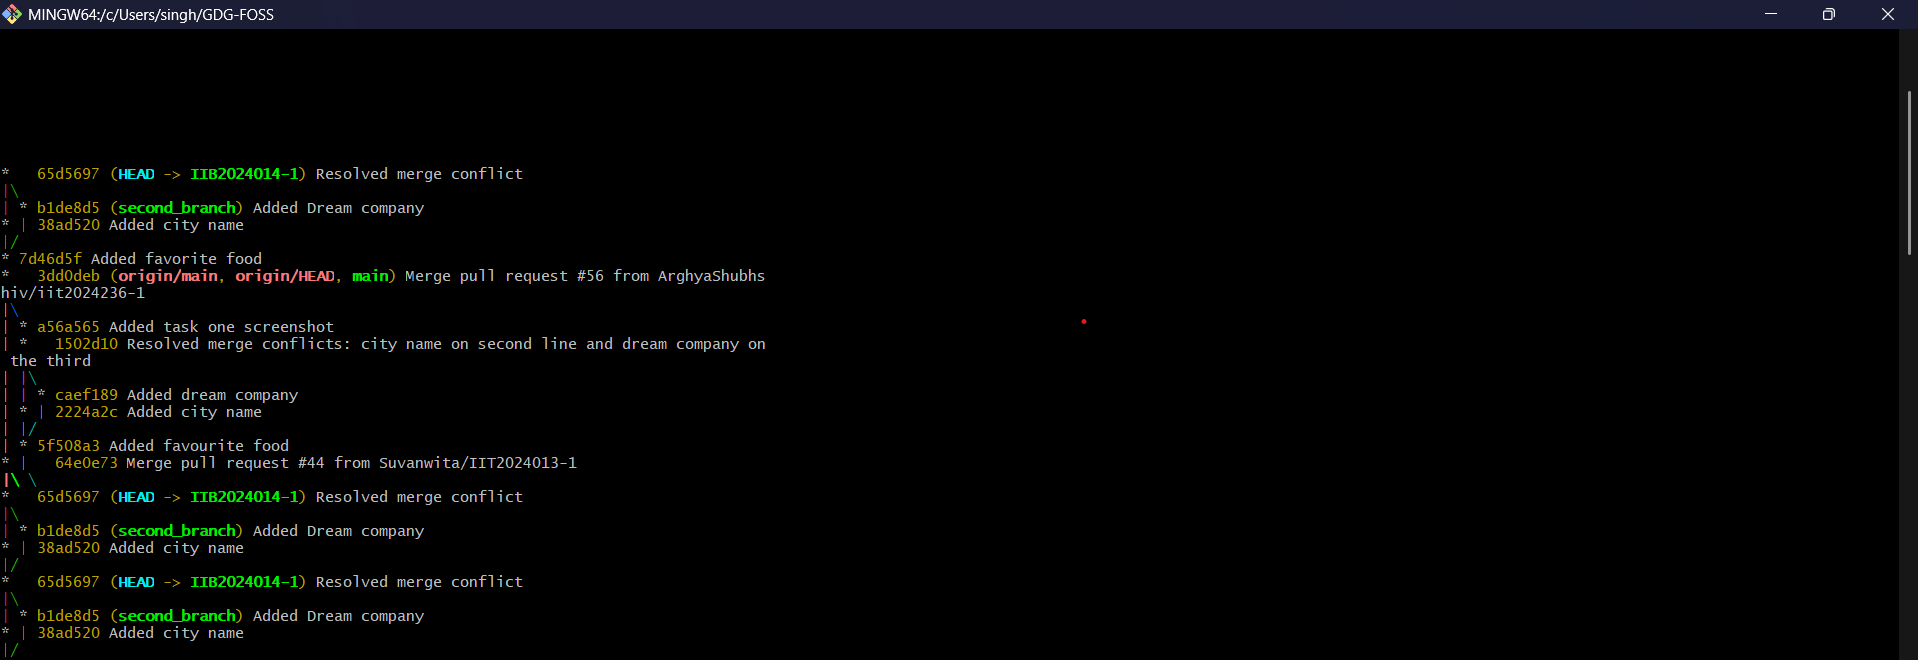 MINGW64:/c/Users/singh/GDG-FOSS
*   65d5697 (HEAD -> IIB2024014-1) Resolved merge conflict
|\
| * b1de8d5 (second_branch) Added Dream company
* | 38ad520 Added city name
|/
* 7d46d5f Added favorite food
*   3dd0deb (origin/main, origin/HEAD, main) Merge pull request #56 from ArghyaShubhs
hiv/iit2024236-1
|\
| * a56a565 Added task one screenshot
| *   1502d10 Resolved merge conflicts: city name on second line and dream company on
 the third
| |\
| | * caef189 Added dream company
| * | 2224a2c Added city name
| |/
| * 5f508a3 Added favourite food
* |   64e0e73 Merge pull request #44 from Suvanwita/IIT2024013-1
|\ \
*   65d5697 (HEAD -> IIB2024014-1) Resolved merge conflict
|\
| * b1de8d5 (second_branch) Added Dream company
* | 38ad520 Added city name
|/
*   65d5697 (HEAD -> IIB2024014-1) Resolved merge conflict
|\
| * b1de8d5 (second_branch) Added Dream company
* | 38ad520 Added city name
|/